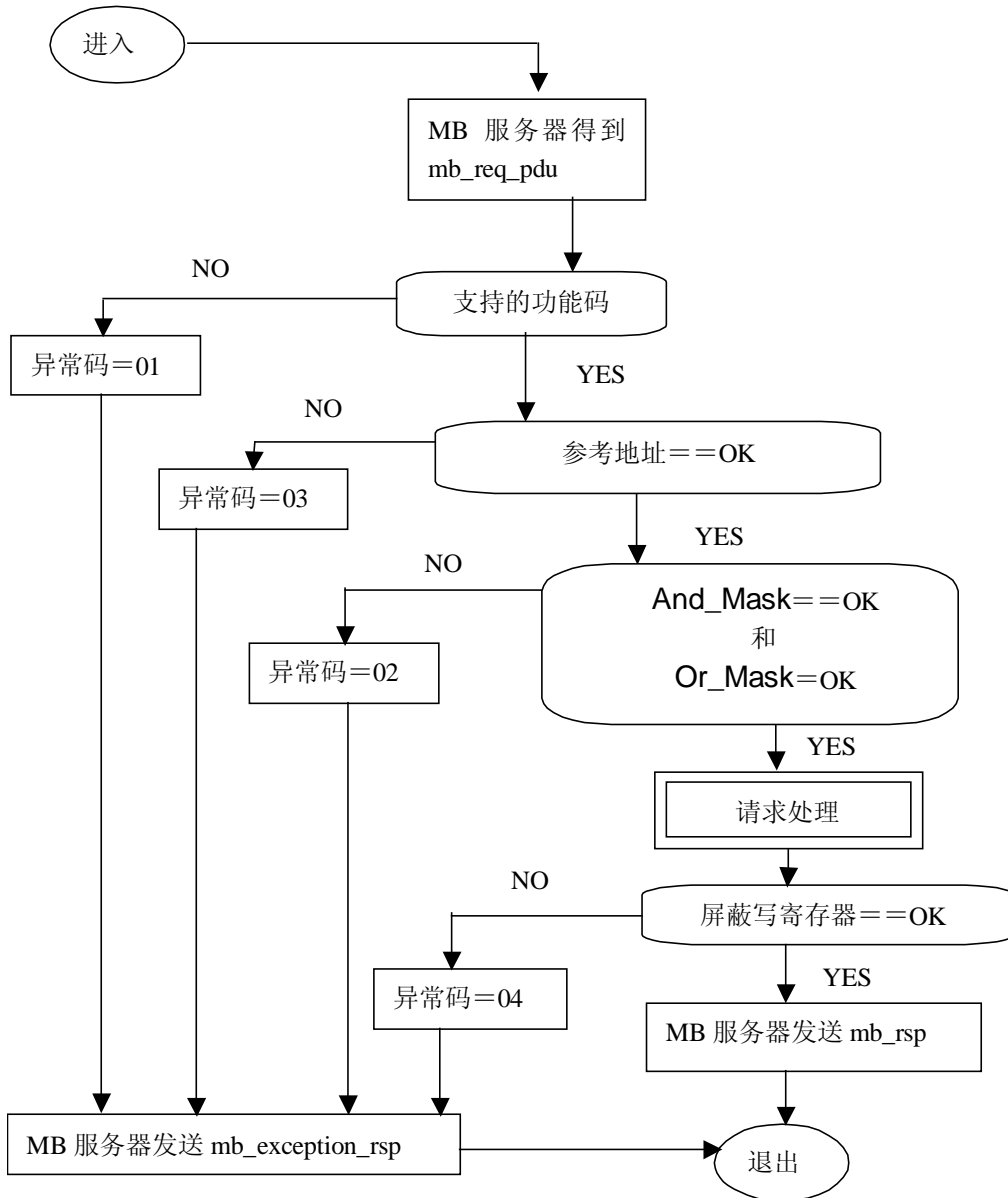 进入
MB 服务器得到
mb_req_pdu
NO
支持的功能码
异常码＝01
YES
NO
参考地址＝＝OK
异常码＝03
YES
NO
And_Mask＝＝OK
和
Or_Mask＝OK
异常码＝02
YES
请求处理
NO
屏蔽写寄存器＝＝OK
YES
异常码＝04
MB 服务器发送 mb_rsp
MB 服务器发送 mb_exception_rsp
退出